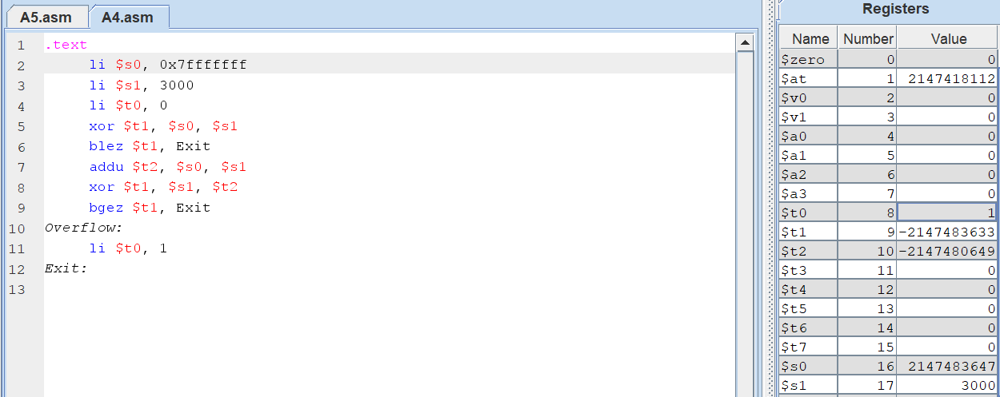 A5.asm A4.asm
1 .text
2 li $s0, 0x7fffffff
3 li $s1, 3000
4 li $t0, 0
5 xor $t1, $s0, $s1
6 blez $t1, Exit
7 addu $t2, $s0, $s1
8 xor $t1, $s1, $t2
9 bgez $t1, Exit
10 Overflow:
11 li $t0, 1
12 Exit:
13
Registers
Name Number Value
$zero 0 0
$at 1 2147418112
$v0 2 0
$v1 3 0
$a0 4 0
$a1 5 0
$a2 6 0
$a3 7 0
$t0 8 1
$t1 9 -2147483633
$t2 10 -2147480649
$t3 11 0
$t4 12 0
$t5 13 0
$t6 14 0
$t7 15 0
$s0 16 2147483647
$s1 17 3000